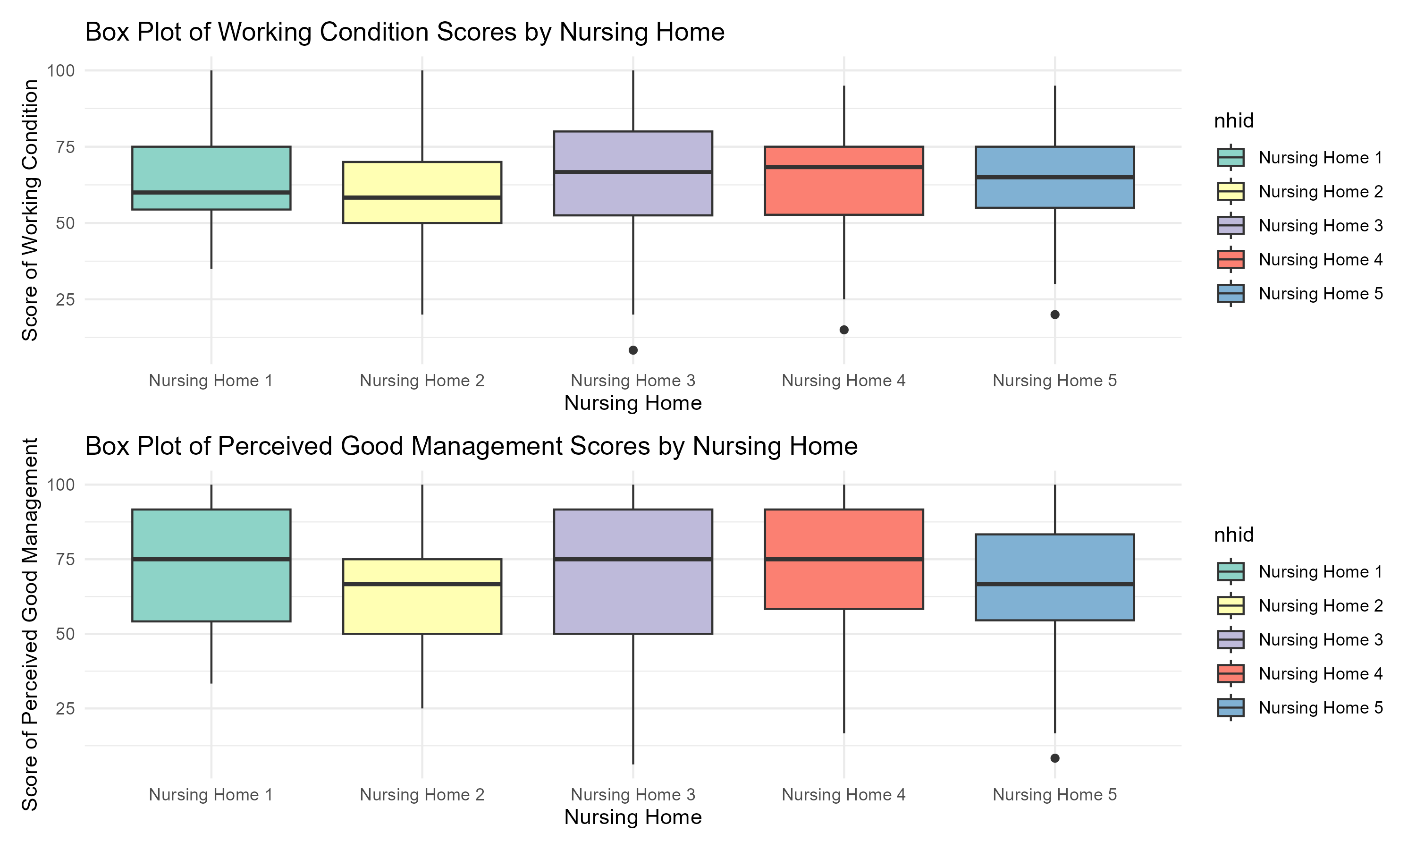 Box Plot of Working Condition Scores by Nursing Home
Score of Working Condition
100
75
50
25
Nursing Home 1
Nursing Home 2
Nursing Home 3
Nursing Home 4
Nursing Home 5
Nursing Home
nhid
Nursing Home 1
Nursing Home 2
Nursing Home 3
Nursing Home 4
Nursing Home 5
Box Plot of Perceived Good Management Scores by Nursing Home
Score of Perceived Good Management
100
75
50
25
Nursing Home 1
Nursing Home 2
Nursing Home 3
Nursing Home 4
Nursing Home 5
Nursing Home
nhid
Nursing Home 1
Nursing Home 2
Nursing Home 3
Nursing Home 4
Nursing Home 5